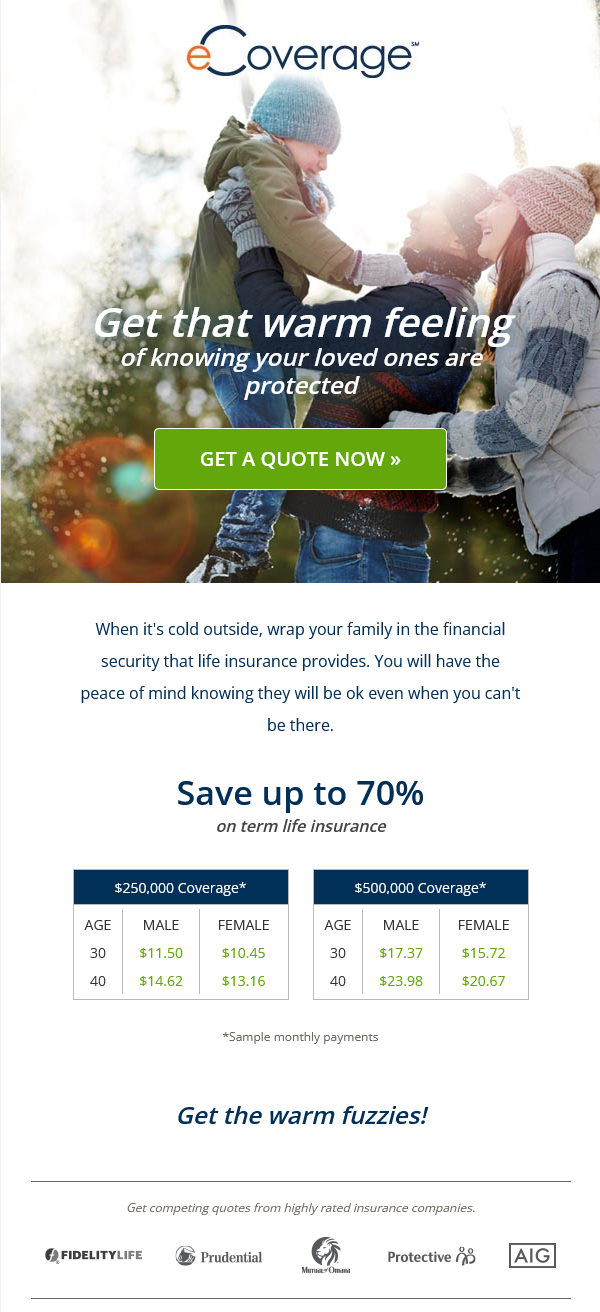 eCoverage℠
Get that warm feeling
of knowing your loved ones are
protected
GET A QUOTE NOW »
When it's cold outside, wrap your family in the financial
security that life insurance provides. You will have the
peace of mind knowing they will be ok even when you can't
be there.
Save up to 70%
on term life insurance
$250,000 Coverage*
AGE MALE FEMALE
30 $11.50 $10.45
40 $14.62 $13.16
$500,000 Coverage*
AGE MALE FEMALE
30 $17.37 $15.72
40 $23.98 $20.67
*Sample monthly payments
Get the warm fuzzies!
Get competing quotes from highly rated insurance companies.
FIDELITYLIFE Prudential Mutual of Omaha Protective AIG